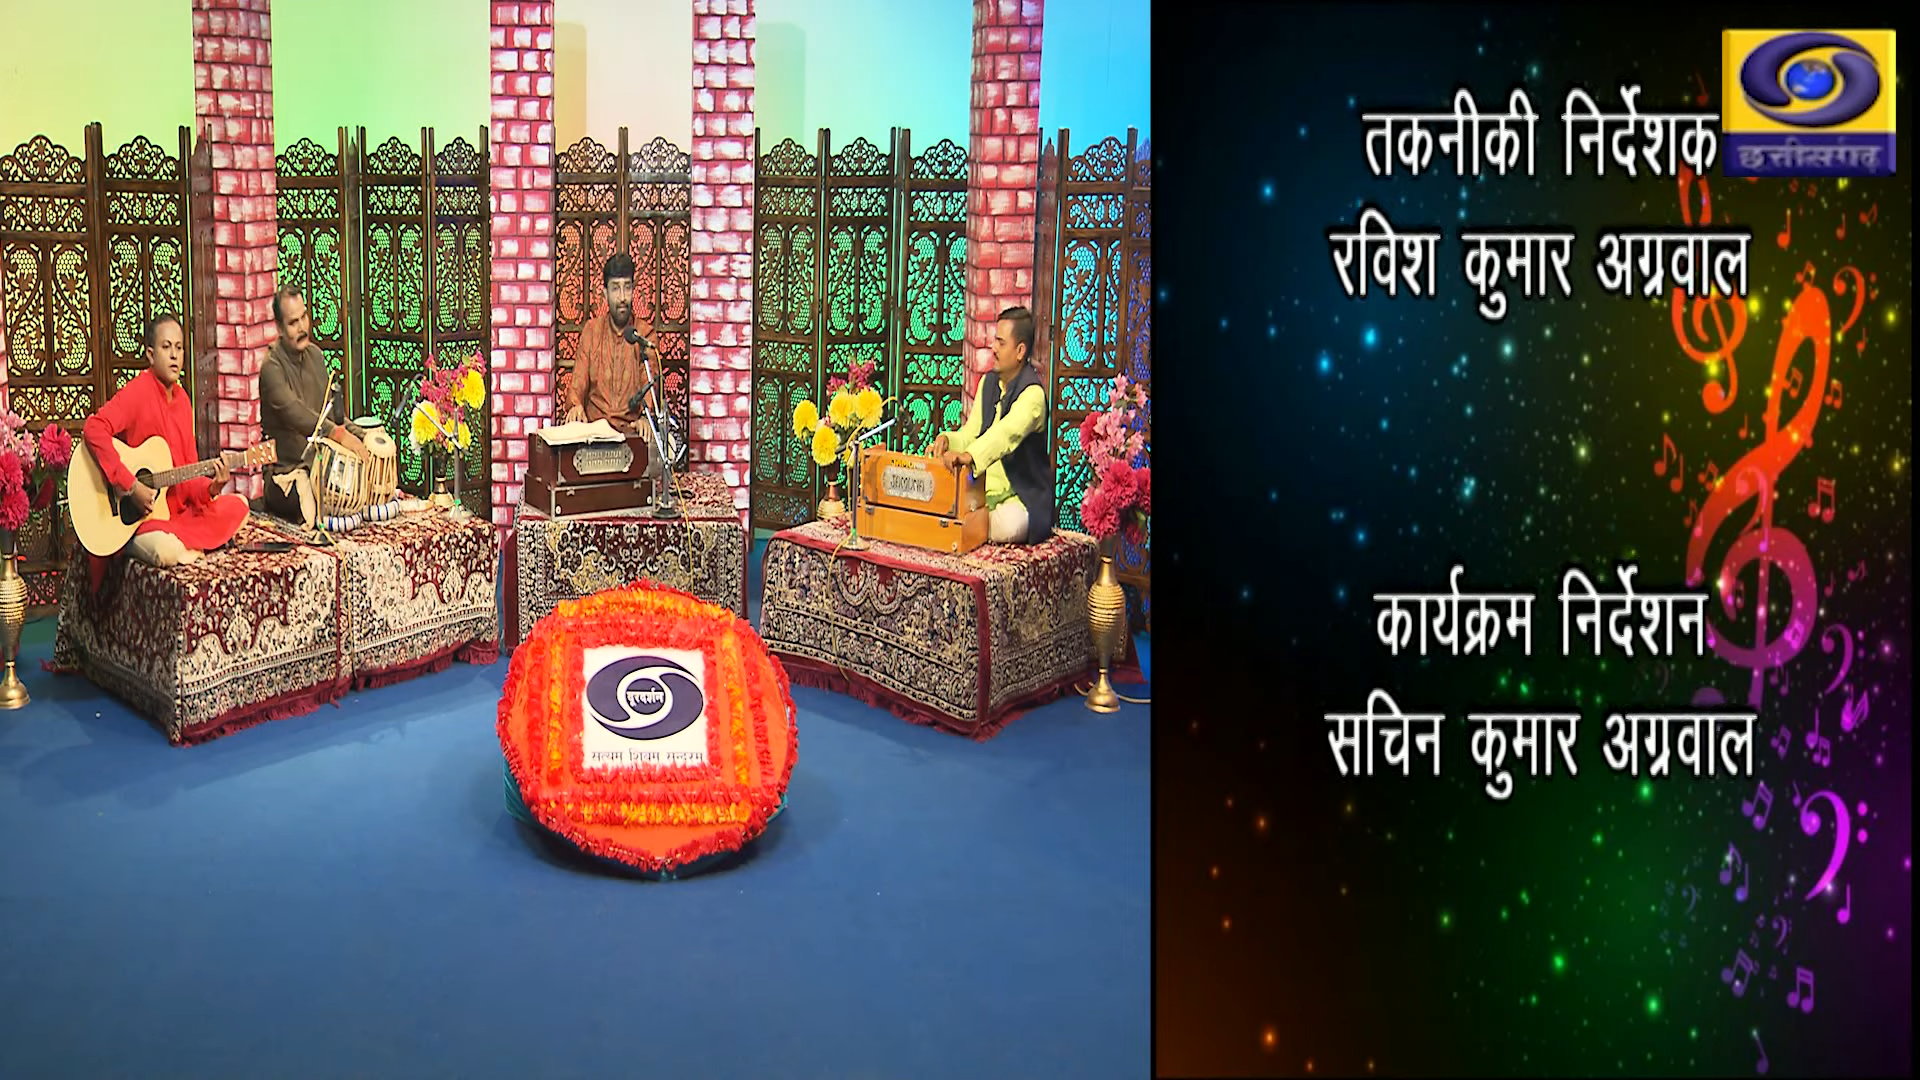 तकनीकी निर्देशक
छत्तीसगढ़
रविश कुमार अग्रवाल
JAMUNA
कार्यक्रम निर्देशन
दूरदर्शन
सत्यम शिवम सुन्दरम
सचिन कुमार अग्रवाल